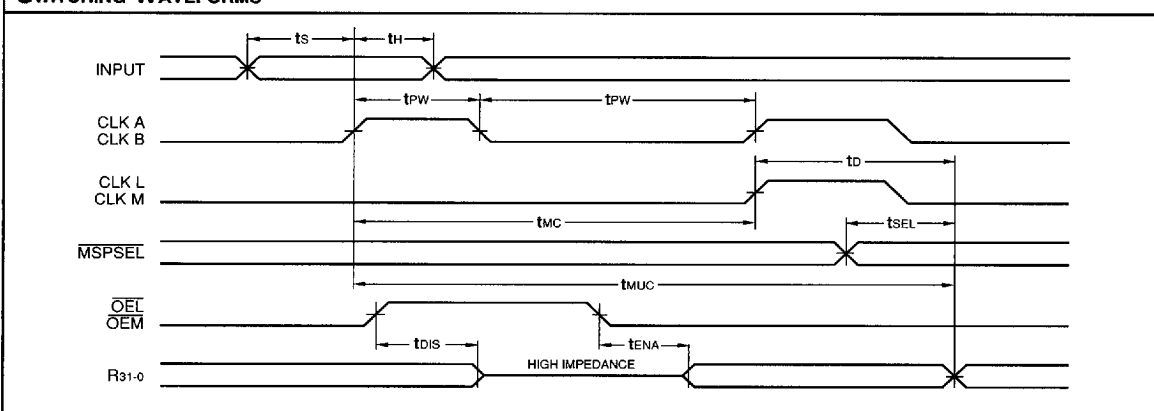 SWITCHING WAVEFORMS
tS tH
INPUT
tPW tPW
CLK A
CLK B
tD
CLK L
CLK M
tMC
tSEL
MSPSEL
tMUC
OEL
OEM
tDIS tENA
HIGH IMPEDANCE
R31-0